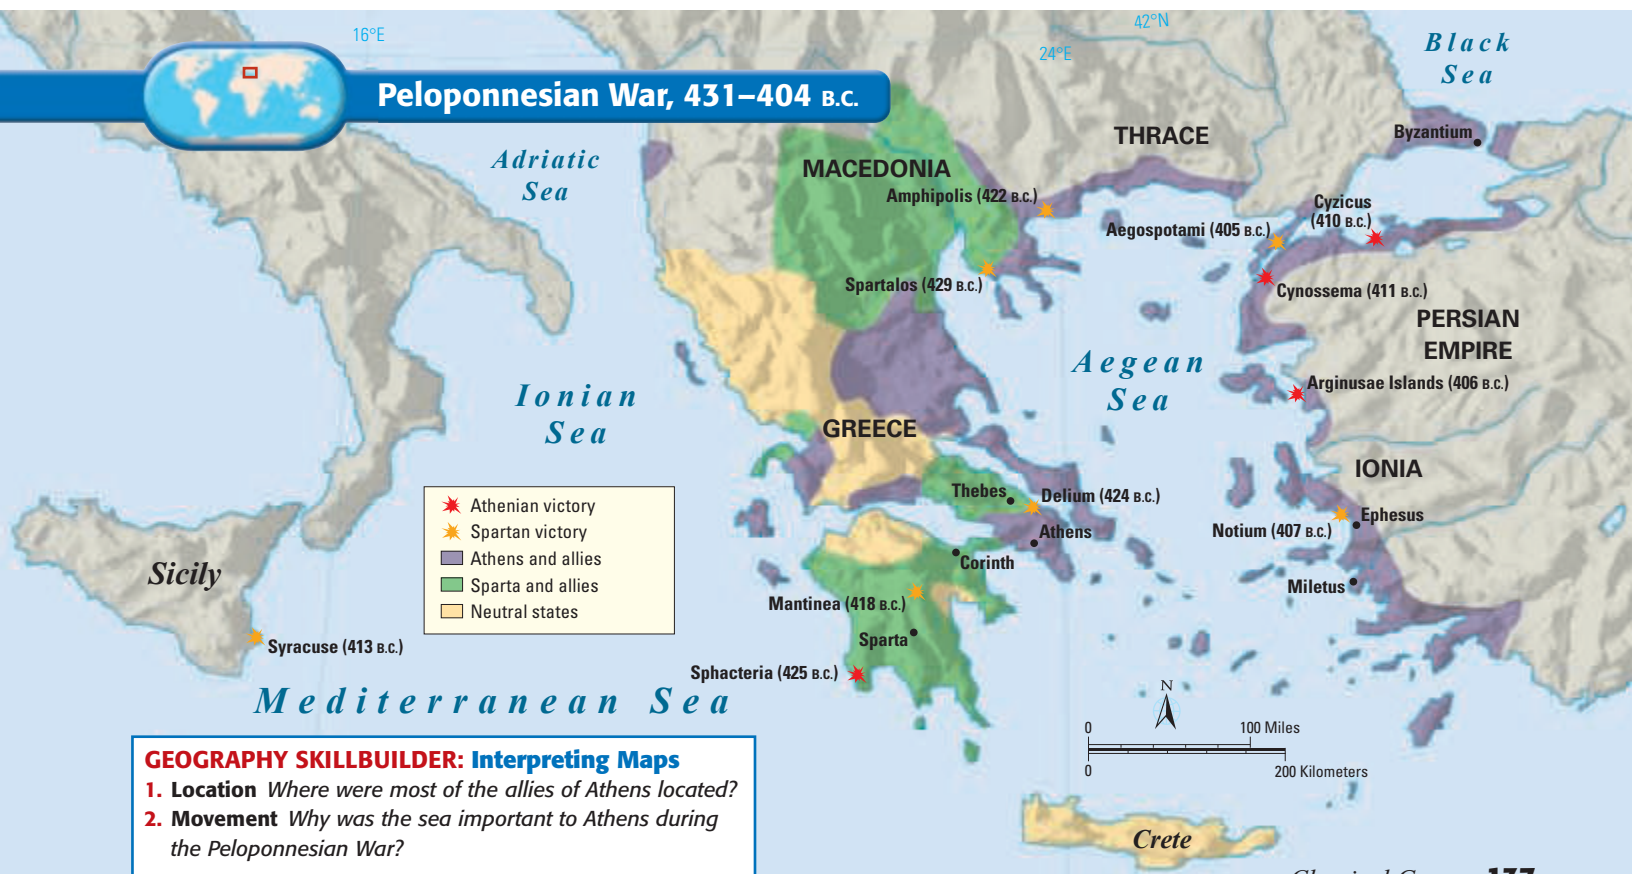 16°E
42°N
24°E
Black
Sea
Peloponnesian War, 431–404 B.C.
Adriatic
Sea
THRACE
Byzantium
MACEDONIA
Amphipolis (422 B.C.)
Cyzicus
(410 B.C.)
Aegospotami (405 B.C.)
Spartalos (429 B.C.)
Cynossema (411 B.C.)
PERSIAN
EMPIRE
Aegean
Sea
Arginusae Islands (406 B.C.)
Ionian
Sea
GREECE
IONIA
Athenian victory
Spartan victory
Athens and allies
Sparta and allies
Neutral states
Thebes
Delium (424 B.C.)
Athens
Corinth
Ephesus
Notium (407 B.C.)
Miletus
Sicily
Mantinea (418 B.C.)
Sparta
Syracuse (413 B.C.)
Sphacteria (425 B.C.)
Mediterranean Sea
N
0 100 Miles
0 200 Kilometers
Crete
GEOGRAPHY SKILLBUILDER: Interpreting Maps
1. Location Where were most of the allies of Athens located?
2. Movement Why was the sea important to Athens during
the Peloponnesian War?
137